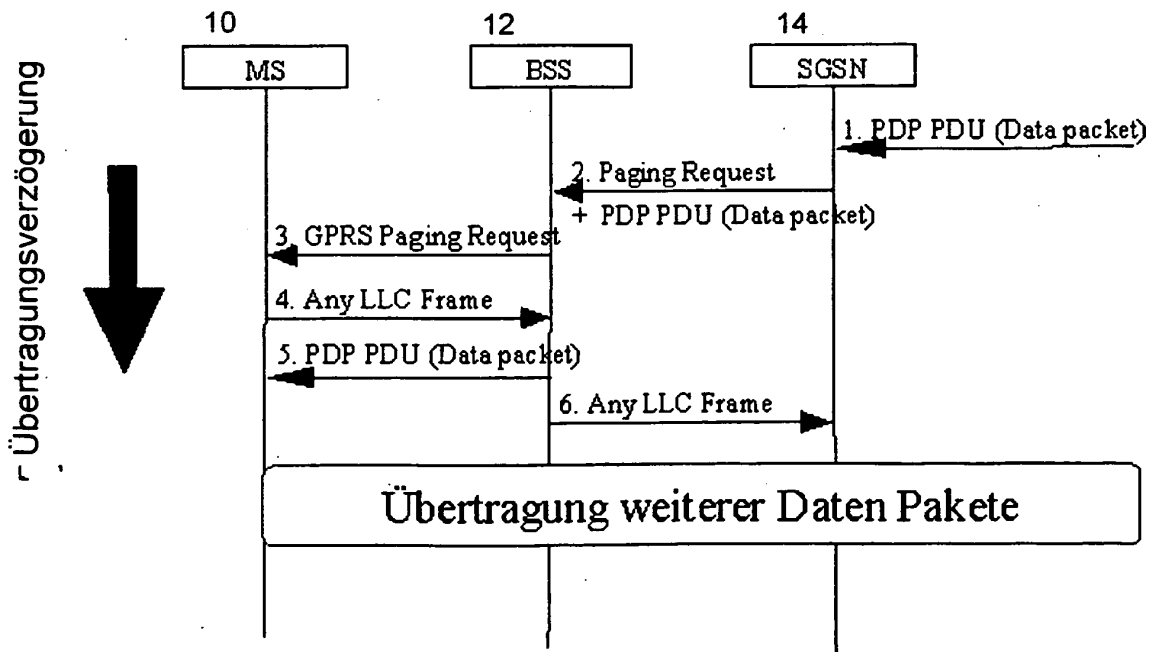 10
12
14
MS
BSS
SGSN
Übertragungsverzögerung
1. PDP PDU (Data packet)
2. Paging Request
+ PDP PDU (Data packet)
3. GPRS Paging Request
4. Any LLC Frame
5. PDP PDU (Data packet)
6. Any LLC Frame
Übertragung weiterer Daten Pakete